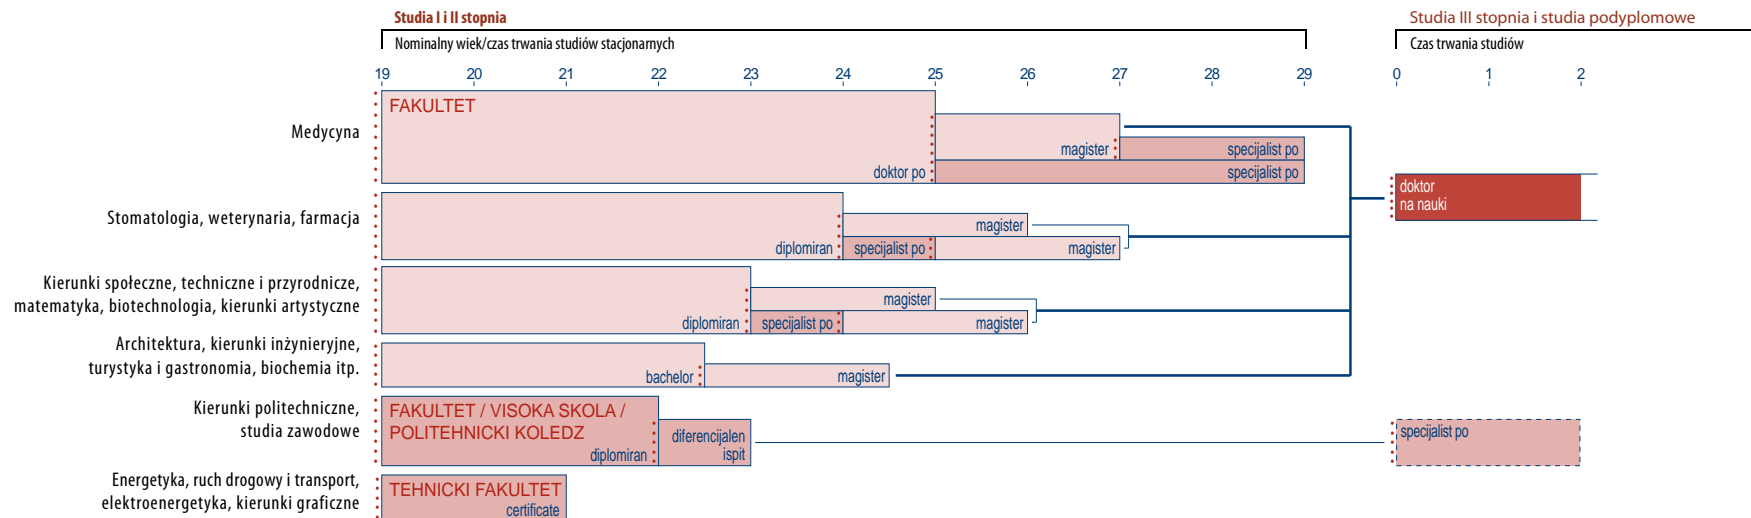 Studia I i II stopnia
Studia III stopnia i studia podyplomowe
Nominalny wiek/czas trwania studiów stacjonarnych
Czas trwania studiów
19 20 21 22 23 24 25 26 27 28 29
0 1 2
Medycyna
FAKULTET
doktor po
magister
specijalist po
specijalist po
doktor
na nauki
Stomatologia, weterynaria, farmacja
diplomiran
magister
specijalist po
magister
Kierunki społeczne, techniczne i przyrodnicze,
matematyka, biotechnologia, kierunki artystyczne
diplomiran
magister
specijalist po
magister
Architektura, kierunki inżynieryjne,
turystyka i gastronomia, biochemia itp.
bachelor
magister
Kierunki politechniczne,
studia zawodowe
FAKULTET / VISOKA SKOLA /
POLITEHNICKI KOLEDZ
diplomiran
diferencijalen
ispit
specijalist po
Energetyka, ruch drogowy i transport,
elektroenergetyka, kierunki graficzne
TEHNICKI FAKULTET
certificate